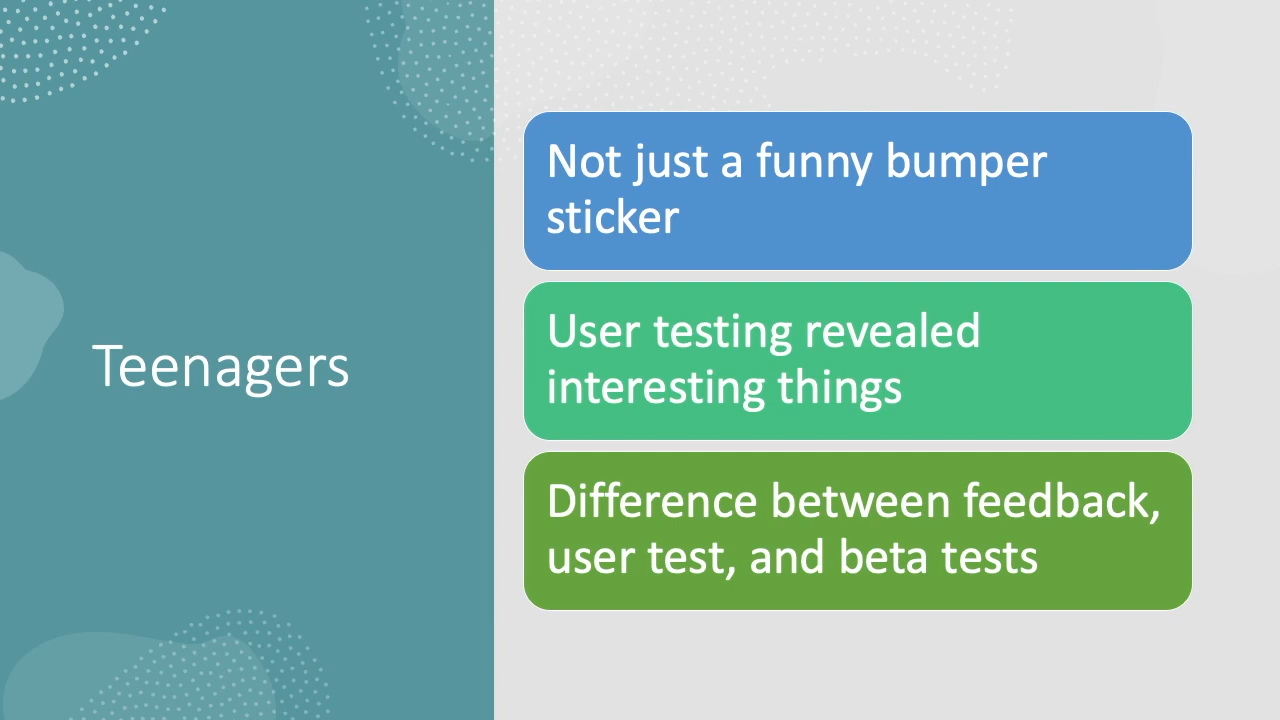 Teenagers
Not just a funny bumper
sticker
User testing revealed
interesting things
Difference between feedback,
user test, and beta tests